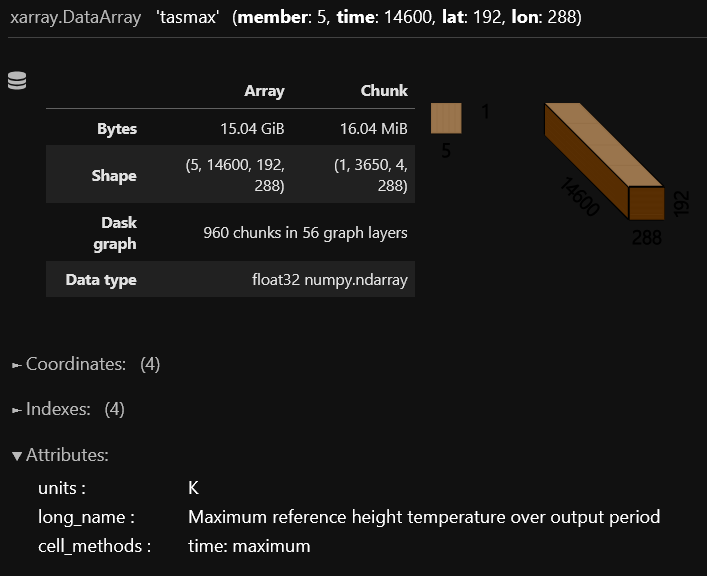 xarray.DataArray 'tasmax' (member: 5, time: 14600, lat: 192, lon: 288)
Array Chunk
Bytes 15.04 GiB 16.04 MiB
Shape (5, 14600, 192, 288) (1, 3650, 4, 288)
Dask graph 960 chunks in 56 graph layers
Data type float32 numpy.ndarray
1
5
14600
192
288
► Coordinates: (4)
► Indexes: (4)
▼ Attributes:
units : K
long_name : Maximum reference height temperature over output period
cell_methods : time: maximum